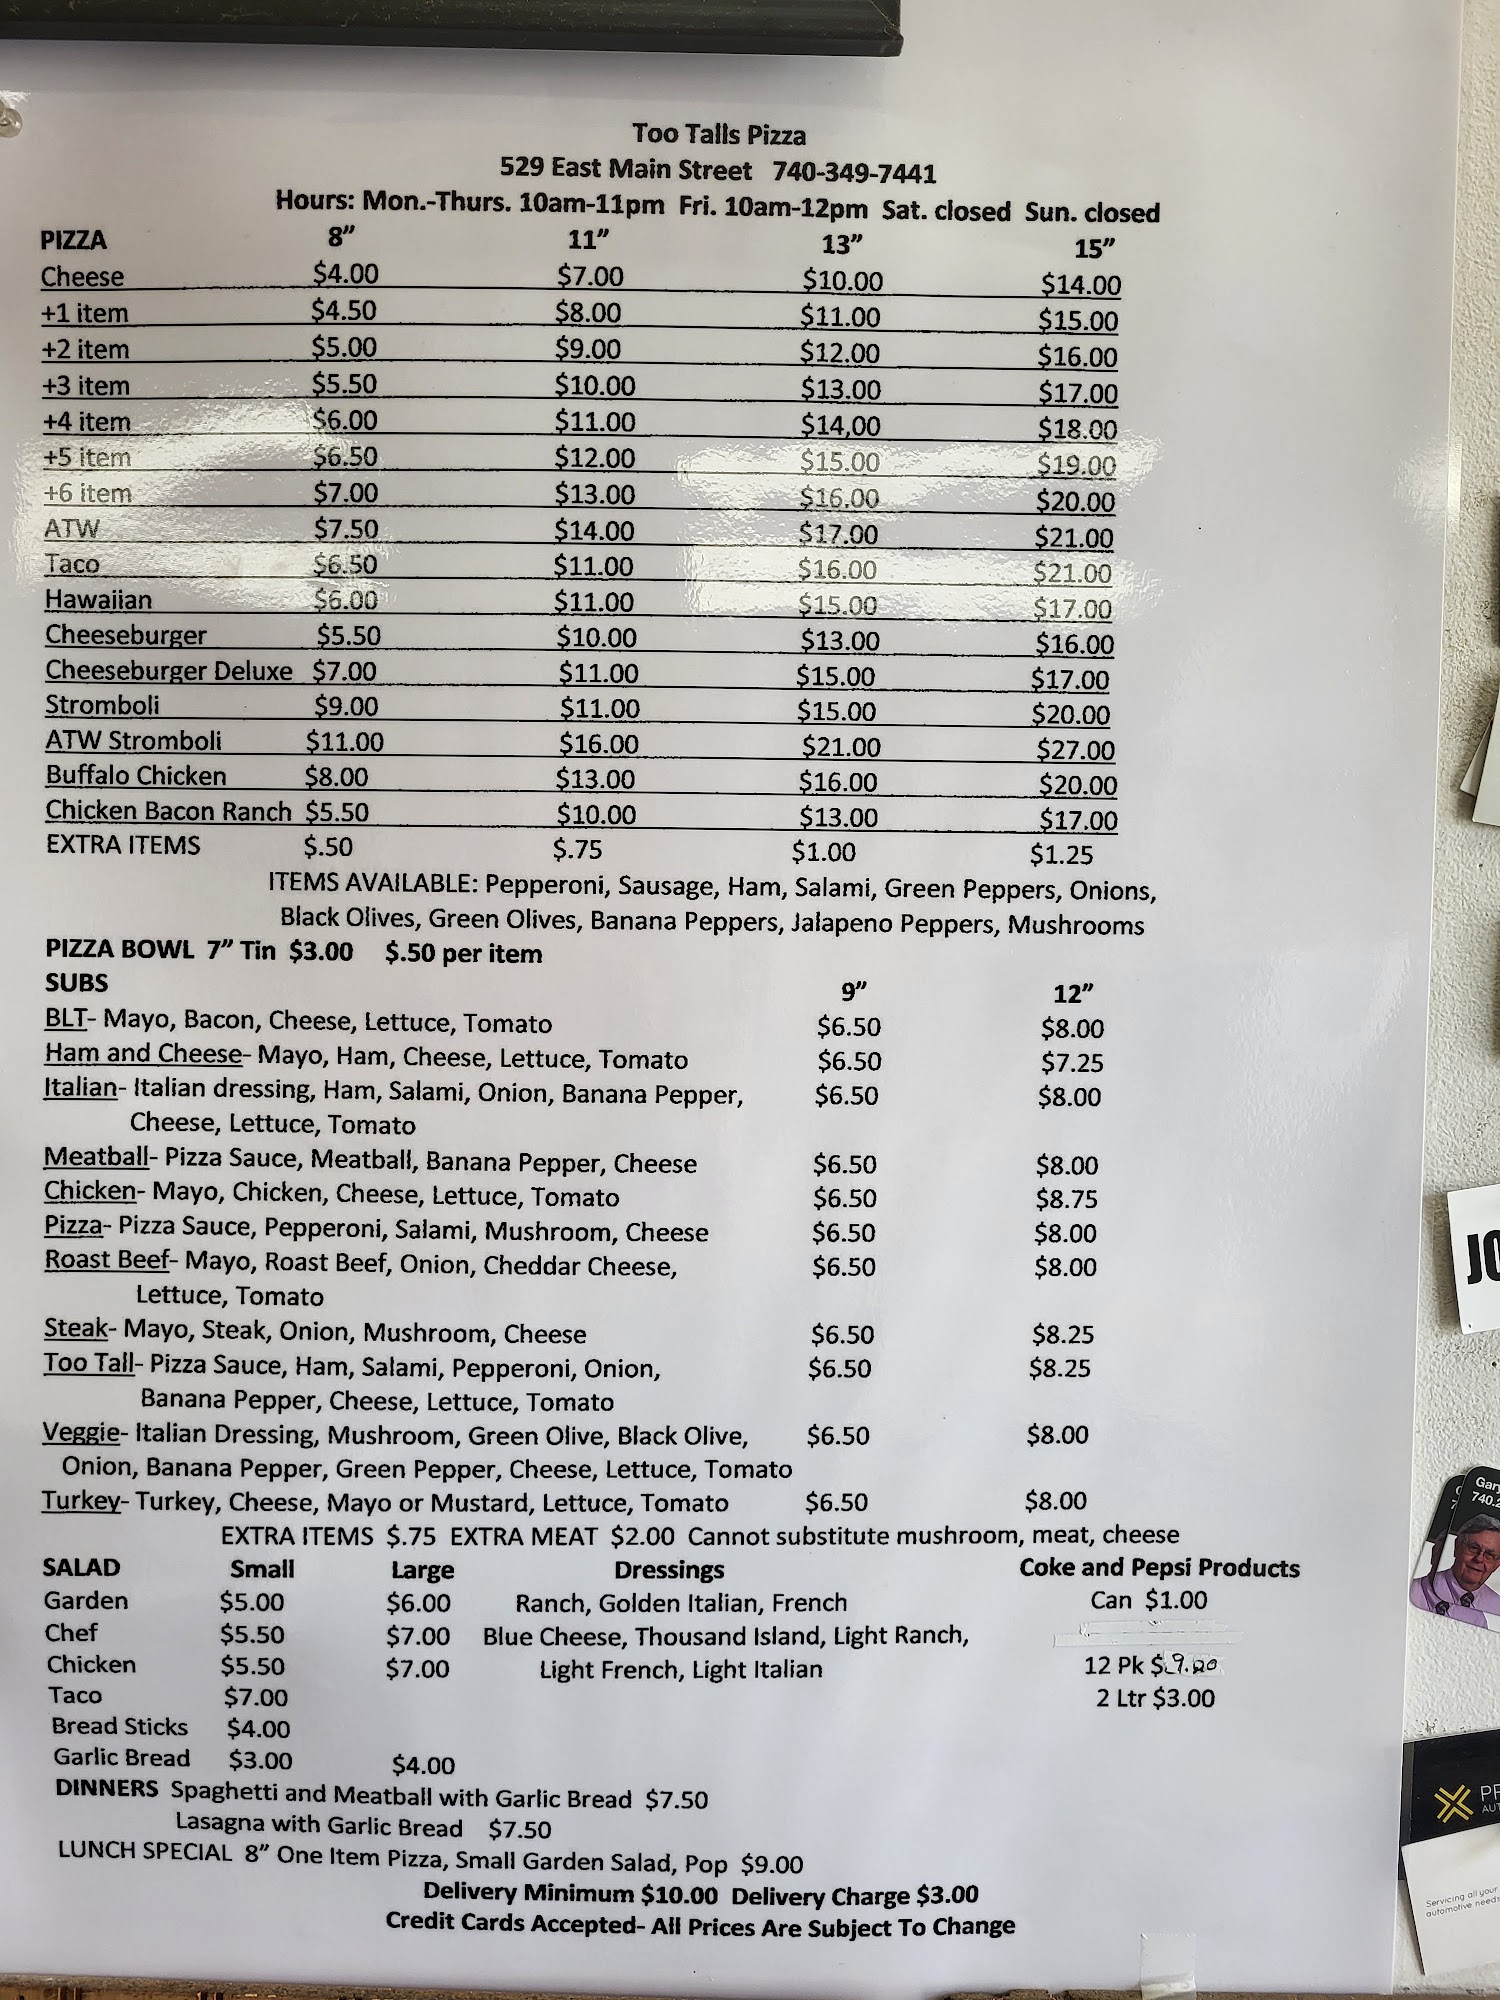 Too Talls Pizza
529 East Main Street 740-349-7441
Hours: Mon.-Thurs. 10am-11pm Fri. 10am-12pm Sat. closed Sun. closed
PIZZA 8” 11” 13” 15”
Cheese $4.00 $7.00 $10.00 $14.00
+1 item $4.50 $8.00 $11.00 $15.00
+2 item $5.00 $9.00 $12.00 $16.00
+3 item $5.50 $10.00 $13.00 $17.00
+4 item $6.00 $11.00 $14,00 $18.00
+5 item $6.50 $12.00 $15.00 $19.00
+6 item $7.00 $13.00 $16.00 $20.00
ATW $7.50 $14.00 $17.00 $21.00
Taco $6.50 $11.00 $16.00 $21.00
Hawaiian $6.00 $11.00 $15.00 $17.00
Cheeseburger $5.50 $10.00 $13.00 $16.00
Cheeseburger Deluxe $7.00 $11.00 $15.00 $17.00
Stromboli $9.00 $11.00 $15.00 $20.00
ATW Stromboli $11.00 $16.00 $21.00 $27.00
Buffalo Chicken $8.00 $13.00 $16.00 $20.00
Chicken Bacon Ranch $5.50 $10.00 $13.00 $17.00
EXTRA ITEMS $.50 $.75 $1.00 $1.25
ITEMS AVAILABLE: Pepperoni, Sausage, Ham, Salami, Green Peppers, Onions,
Black Olives, Green Olives, Banana Peppers, Jalapeno Peppers, Mushrooms
PIZZA BOWL 7” Tin $3.00 $.50 per item
SUBS 9” 12”
BLT- Mayo, Bacon, Cheese, Lettuce, Tomato $6.50 $8.00
Ham and Cheese- Mayo, Ham, Cheese, Lettuce, Tomato $6.50 $7.25
Italian- Italian dressing, Ham, Salami, Onion, Banana Pepper, $6.50 $8.00
Cheese, Lettuce, Tomato
Meatball- Pizza Sauce, Meatball, Banana Pepper, Cheese $6.50 $8.00
Chicken- Mayo, Chicken, Cheese, Lettuce, Tomato $6.50 $8.75
Pizza- Pizza Sauce, Pepperoni, Salami, Mushroom, Cheese $6.50 $8.00
Roast Beef- Mayo, Roast Beef, Onion, Cheddar Cheese, $6.50 $8.00
Lettuce, Tomato
Steak- Mayo, Steak, Onion, Mushroom, Cheese $6.50 $8.25
Too Tall- Pizza Sauce, Ham, Salami, Pepperoni, Onion, $6.50 $8.25
Banana Pepper, Cheese, Lettuce, Tomato
Veggie- Italian Dressing, Mushroom, Green Olive, Black Olive, $6.50 $8.00
Onion, Banana Pepper, Green Pepper, Cheese, Lettuce, Tomato
Turkey- Turkey, Cheese, Mayo or Mustard, Lettuce, Tomato $6.50 $8.00
EXTRA ITEMS $.75 EXTRA MEAT $2.00 Cannot substitute mushroom, meat, cheese
SALAD Small Large Dressings Coke and Pepsi Products
Garden $5.00 $6.00 Ranch, Golden Italian, French Can $1.00
Chef $5.50 $7.00 Blue Cheese, Thousand Island, Light Ranch,
Chicken $5.50 $7.00 Light French, Light Italian 12 Pk $9.00
Taco $7.00 2 Ltr $3.00
Bread Sticks $4.00
Garlic Bread $3.00 $4.00
DINNERS Spaghetti and Meatball with Garlic Bread $7.50
Lasagna with Garlic Bread $7.50
LUNCH SPECIAL 8” One Item Pizza, Small Garden Salad, Pop $9.00
Delivery Minimum $10.00 Delivery Charge $3.00
Credit Cards Accepted- All Prices Are Subject To Change
JO
Gary
740.
Servicing all your
automotive needs